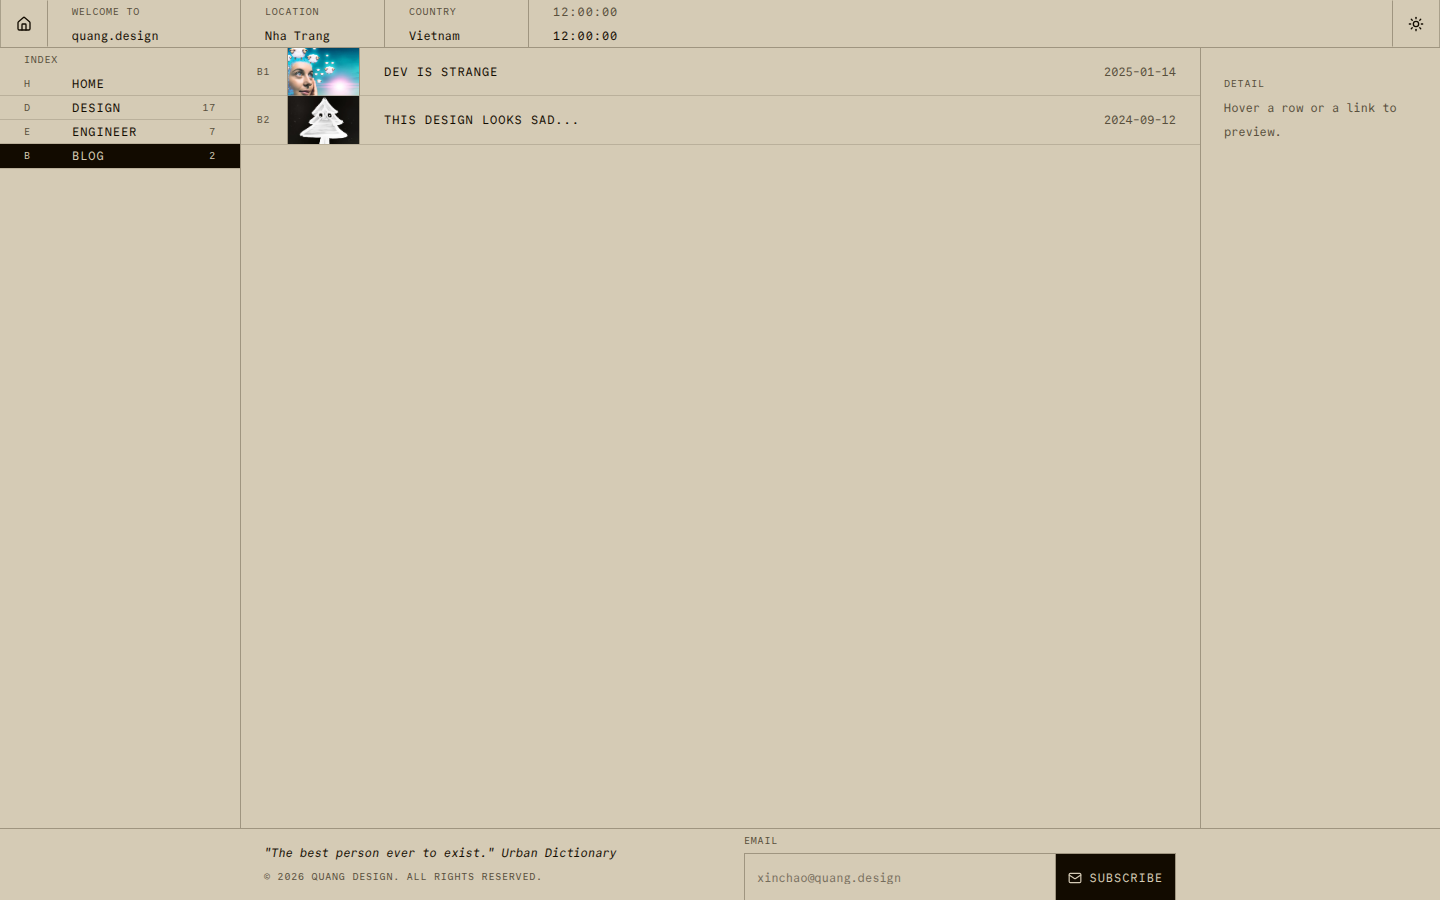 WELCOME TO
quang.design
LOCATION
Nha Trang
COUNTRY
Vietnam
12:00:00
12:00:00
INDEX
H HOME
D DESIGN 17
E ENGINEER 7
B BLOG 2
B1 DEV IS STRANGE 2025-01-14
B2 THIS DESIGN LOOKS SAD... 2024-09-12
DETAIL
Hover a row or a link to
preview.
"The best person ever to exist." Urban Dictionary
© 2026 QUANG DESIGN. ALL RIGHTS RESERVED.
EMAIL
xinchao@quang.design
SUBSCRIBE